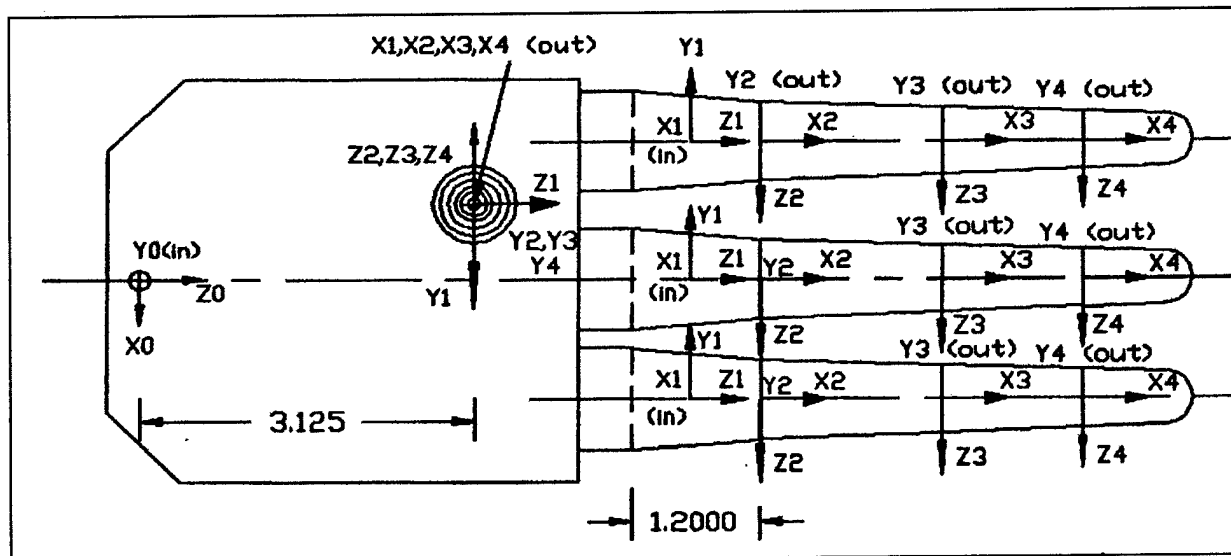 X1,X2,X3,X4 (out)
Y1
Y2 (out)
Y3 (out)
Y4 (out)
X1
(in)
Z1
X2
X3
X4
Z2,Z3,Z4
Z1
Z2
Z3
Z4
Y1
Y3 (out)
Y4 (out)
Y0(in)
Z0
X0
Y1
Y2,Y3
Y4
X1
(in)
Z1
Y2
X2
X3
X4
Z2
Z3
Z4
Y1
Y3 (out)
Y4 (out)
X1
(in)
Z1
Y2
X2
X3
X4
Z2
Z3
Z4
3.125
1.2000